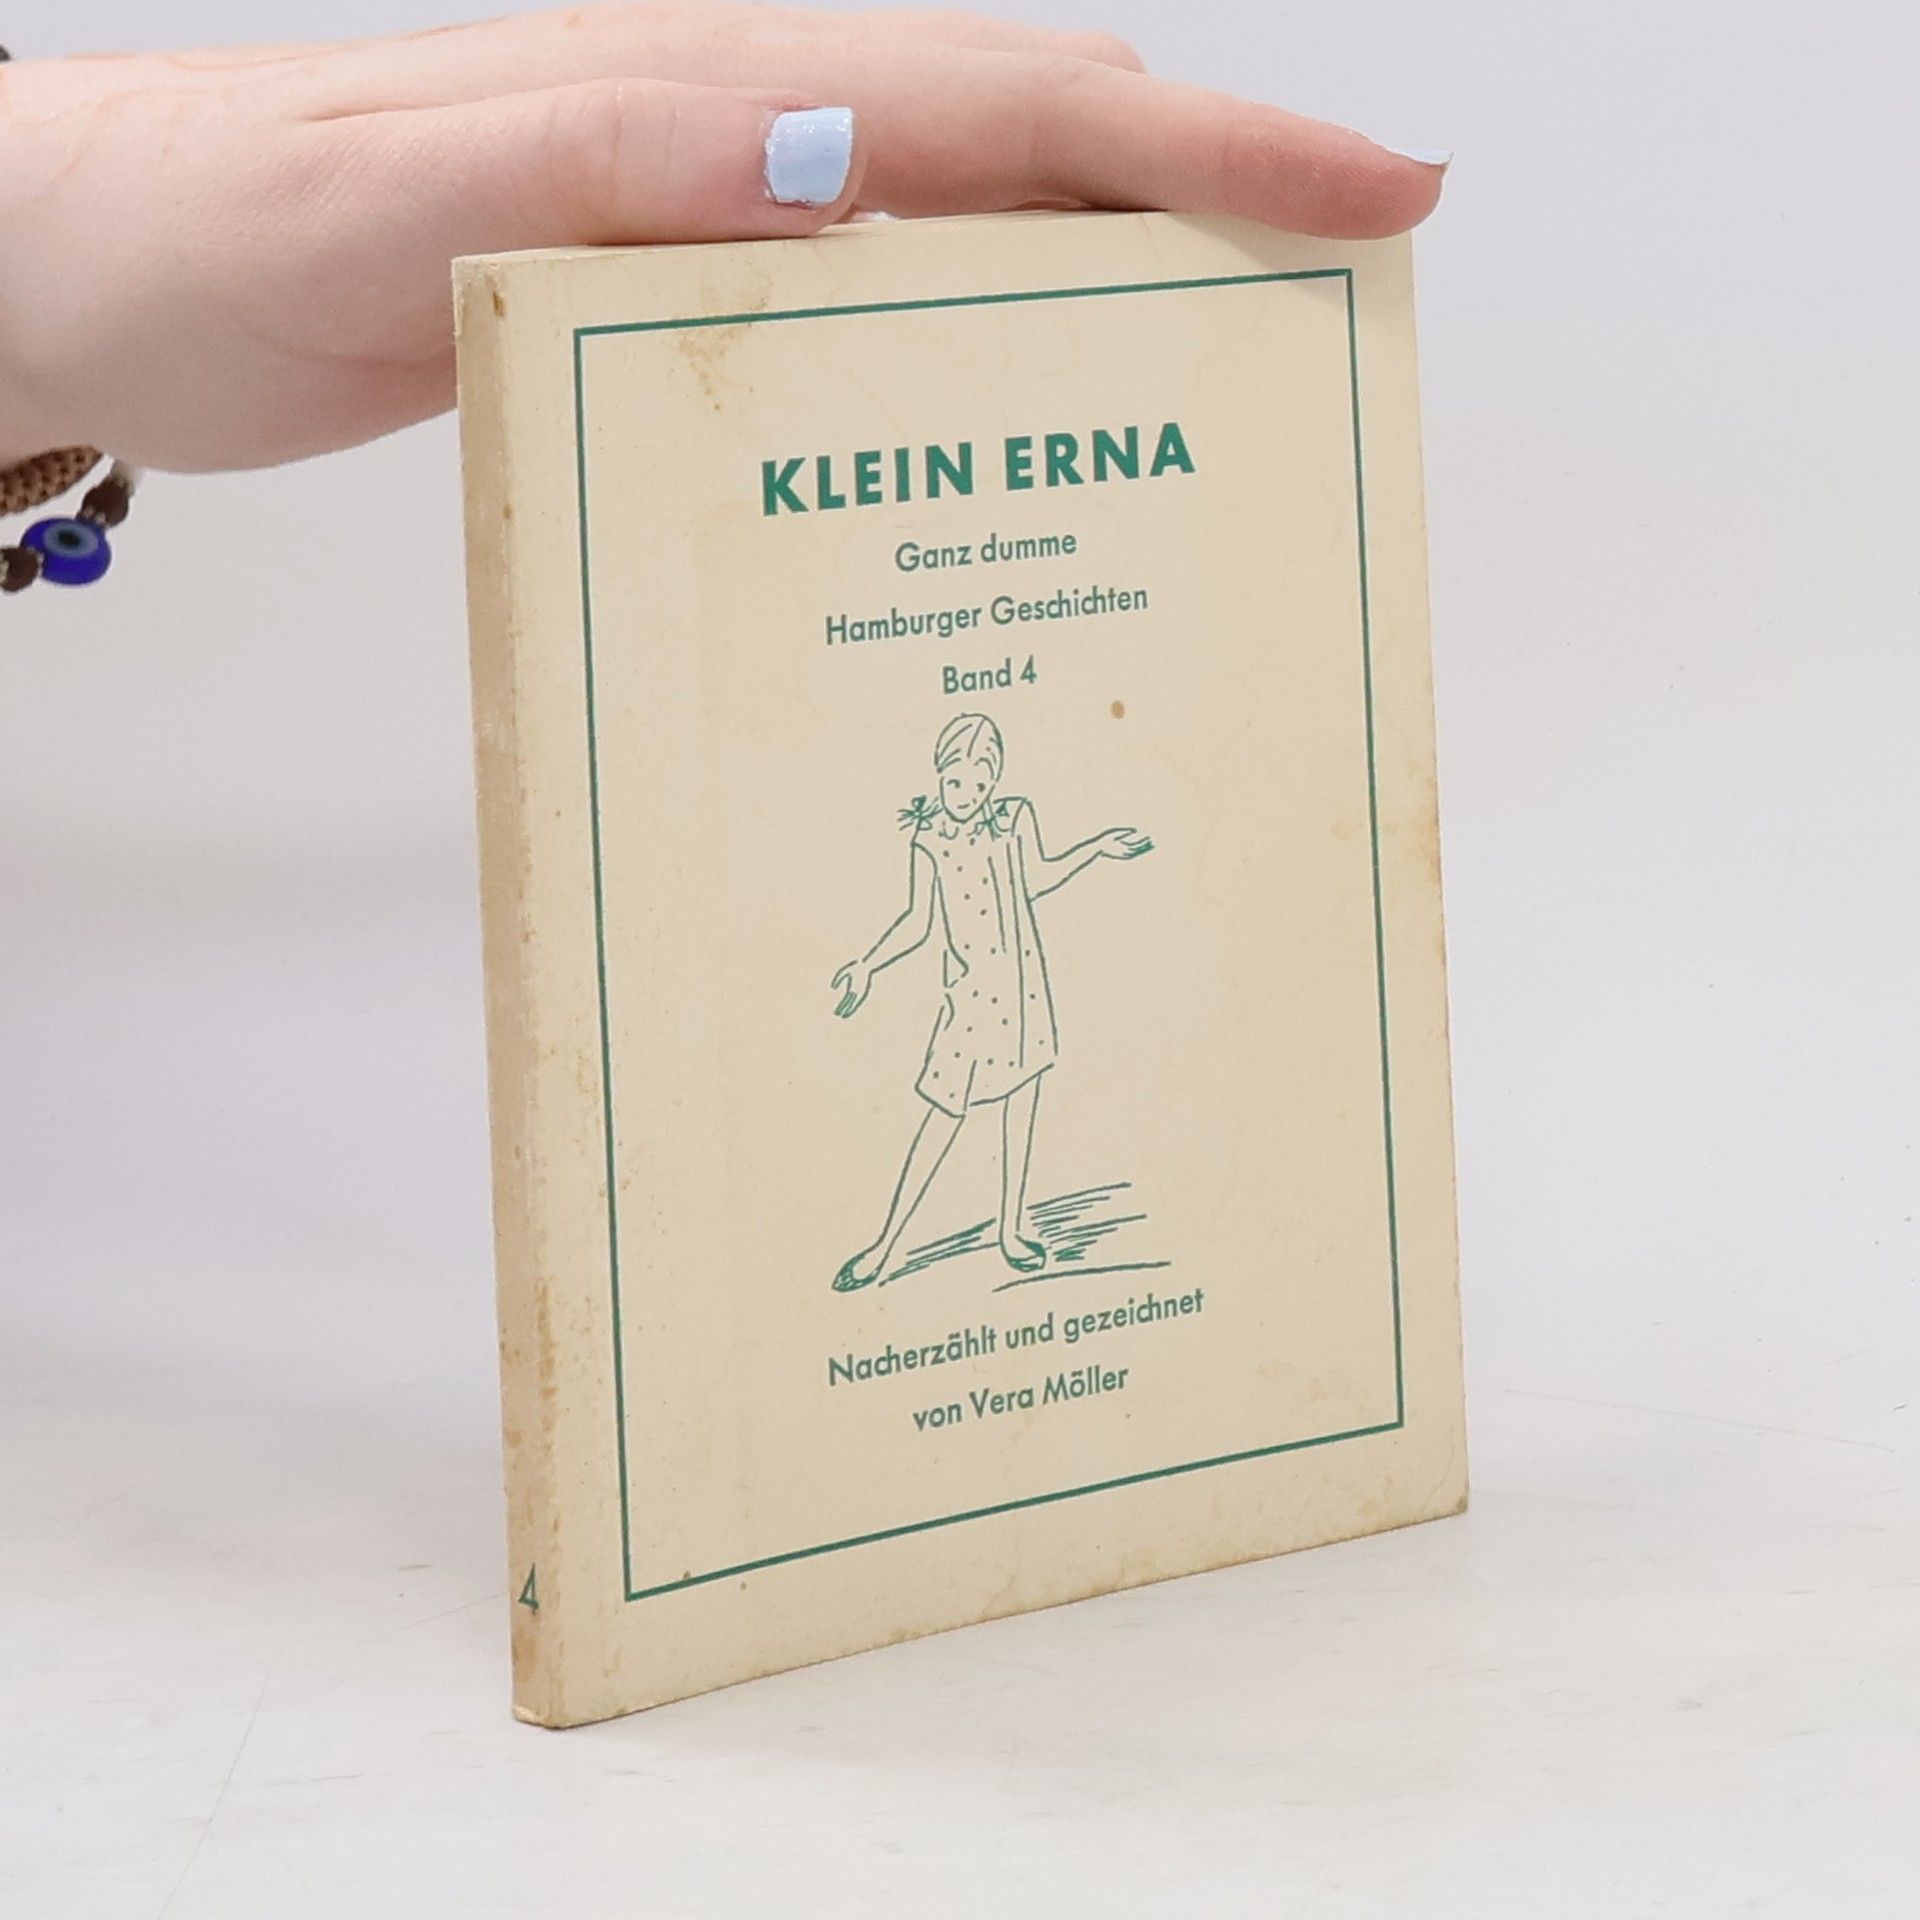 KLEIN ERNA
Ganz dumme
Hamburger Geschichten
Band 4
Nacherzählt und gezeichnet
von Vera Möller
4